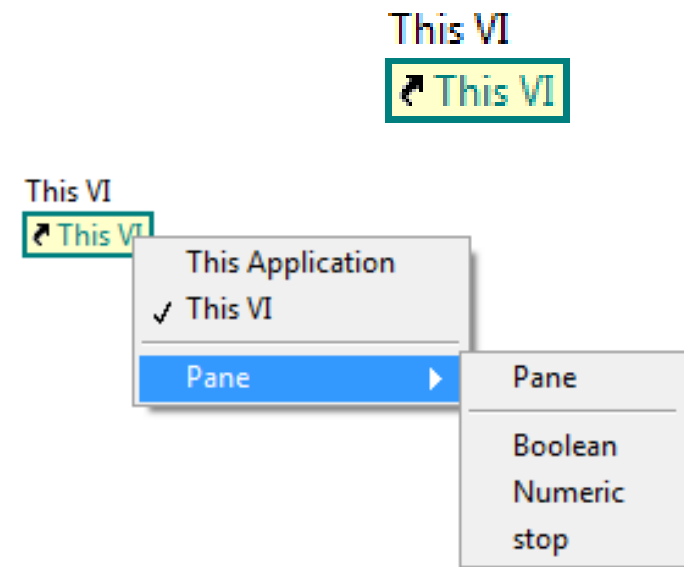 This VI
This VI
This VI
This VI
This Application
This VI
Pane
Pane
Boolean
Numeric
stop